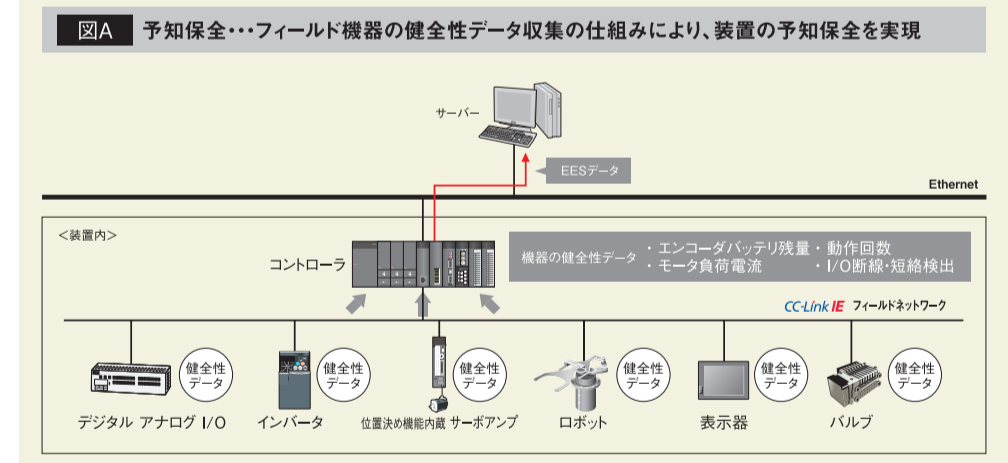 図A 予知保全・・・フィールド機器の健全性データ収集の仕組みにより、装置の予知保全を実現
サーバー
EESデータ
Ethernet
<装置内>
コントローラ
機器の健全性データ
・エンコーダバッテリ残量・動作回数
・モータ負荷電流 ・I/O断線・短絡検出
CC-Link IE フィールドネットワーク
健全性
データ
健全性
データ
健全性
データ
健全性
データ
健全性
データ
健全性
データ
デジタル アナログ I/O
インバータ
位置決め機能内蔵 サーボアンプ
ロボット
表示器
バルブ